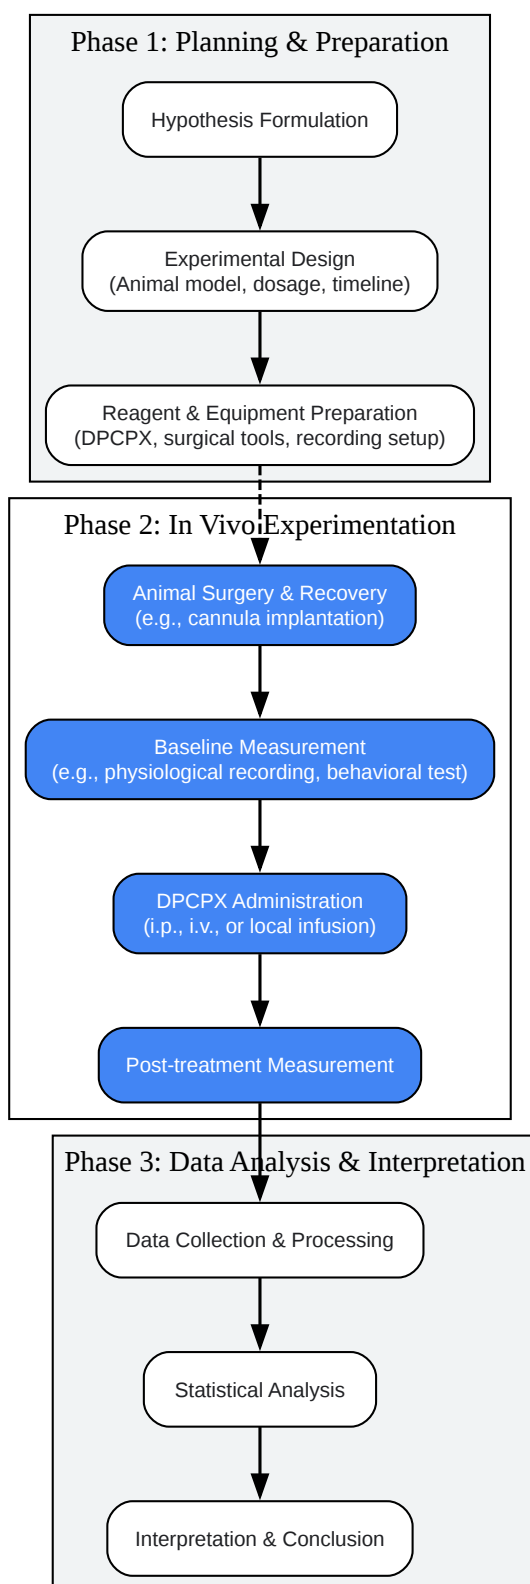 Phase 1: Planning & Preparation
Hypothesis Formulation
Experimental Design
(Animal model, dosage, timeline)
Reagent & Equipment Preparation
(DPCPX, surgical tools, recording setup)
Phase 2: In Vivo Experimentation
Animal Surgery & Recovery
(e.g., cannula implantation)
Baseline Measurement
(e.g., physiological recording, behavioral test)
DPCPX Administration
(i.p., i.v., or local infusion)
Post-treatment Measurement
Phase 3: Data Analysis & Interpretation
Data Collection & Processing
Statistical Analysis
Interpretation & Conclusion